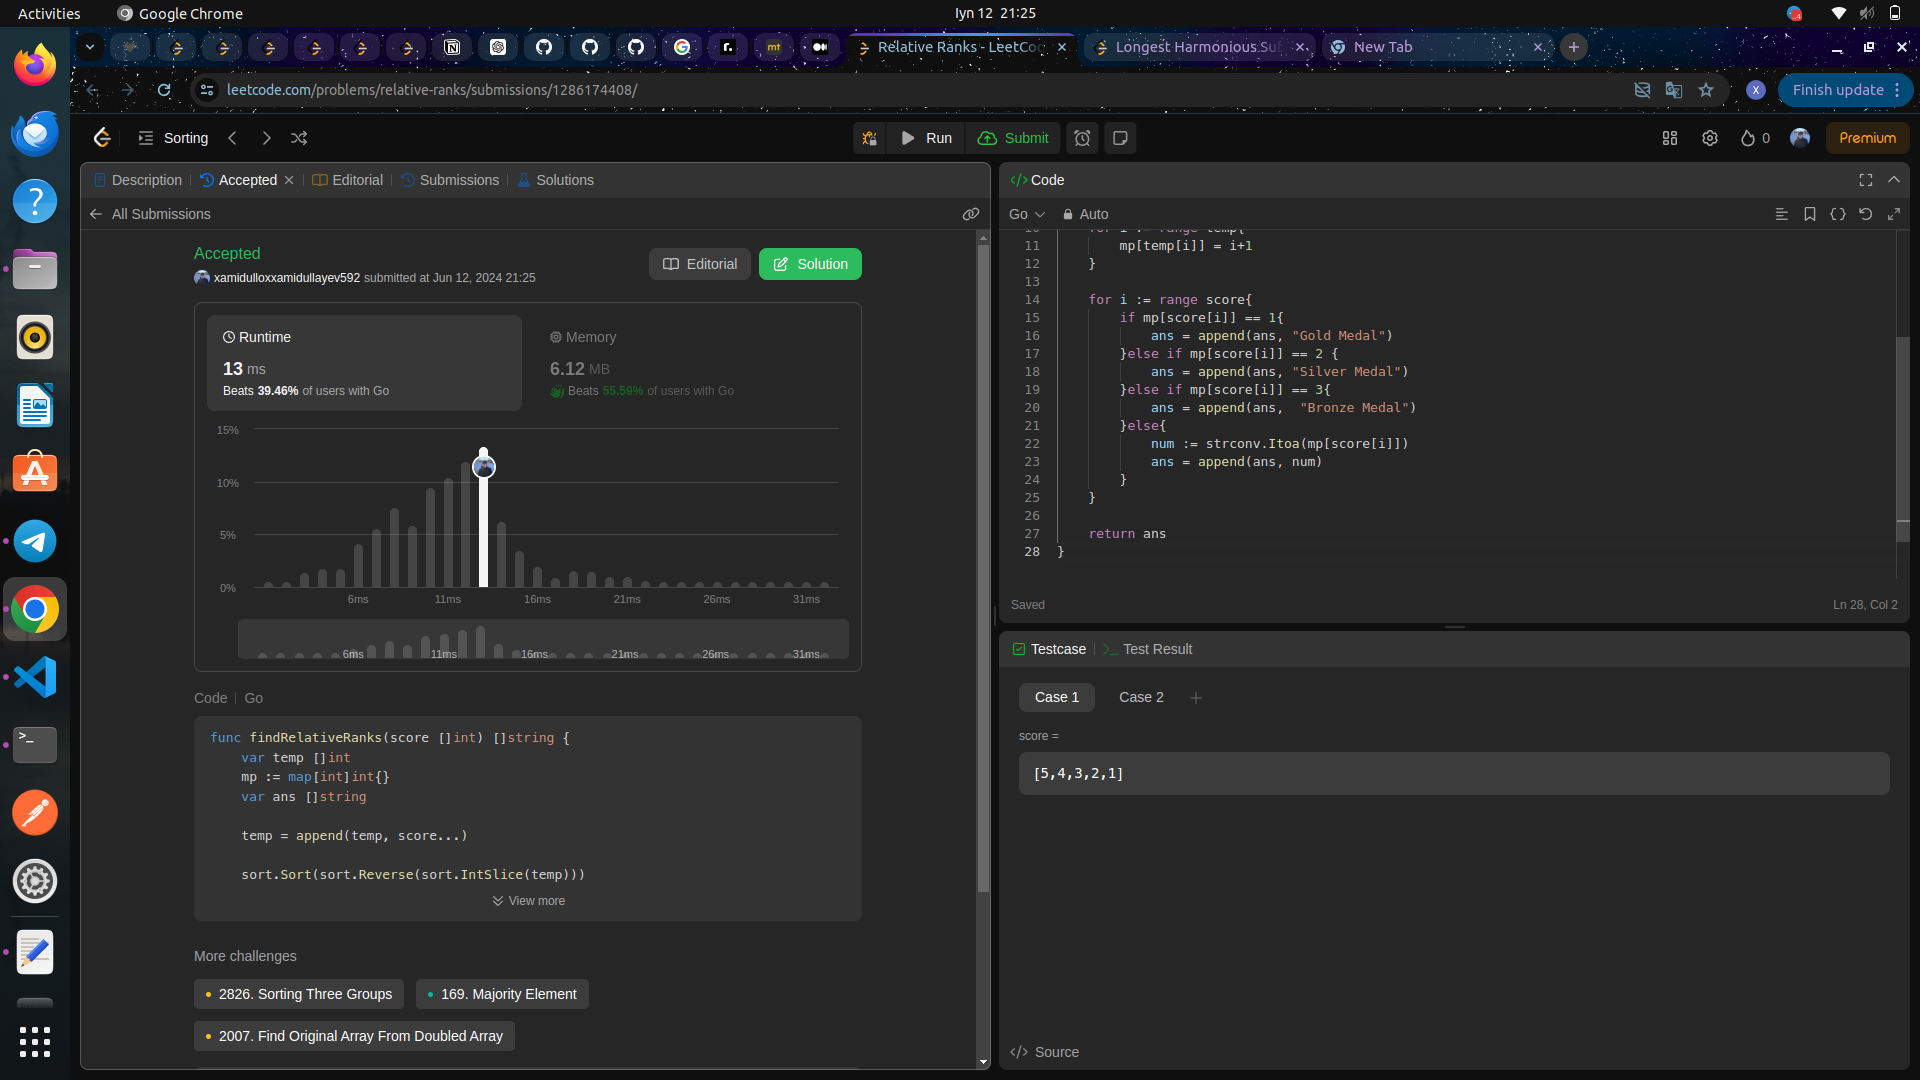 Activities
Google Chrome
Iyn 12 21:25
Relative Ranks - LeetCo
Longest Harmonious Su
New Tab
leetcode.com/problems/relative-ranks/submissions/1286174408/
X
Finish update
Sorting
Run
Submit
0
Premium
Description
Accepted
Editorial
Submissions
Solutions
All Submissions
Accepted
xamidulloxxamidullayev592 submitted at Jun 12, 2024 21:25
Editorial
Solution
Runtime
13 ms
Beats 39.46% of users with Go
Memory
6.12 MB
Beats 55.59% of users with Go
15%
10%
5%
0%
6ms
11ms
16ms
21ms
26ms
31ms
6ms
11ms
16ms
21ms
26ms
31ms
Code | Go
func findRelativeRanks(score []int) []string {
var temp []int
mp := map[int]int{}
var ans []string
temp = append(temp, score...)
sort.Sort(sort.Reverse(sort.IntSlice(temp)))
View more
More challenges
2826. Sorting Three Groups
169. Majority Element
2007. Find Original Array From Doubled Array
</> Code
Go
Auto
10 for i := range temp{
11 mp[temp[i]] = i+1
12 }
13
14 for i := range score{
15 if mp[score[i]] == 1{
16 ans = append(ans, "Gold Medal")
17 }else if mp[score[i]] == 2 {
18 ans = append(ans, "Silver Medal")
19 }else if mp[score[i]] == 3{
20 ans = append(ans,  "Bronze Medal")
21 }else{
22 num := strconv.Itoa(mp[score[i]])
23 ans = append(ans, num)
24 }
25 }
26
27 return ans
28 }
Saved
Ln 28, Col 2
Testcase
Test Result
Case 1
Case 2
score =
[5,4,3,2,1]
</> Source